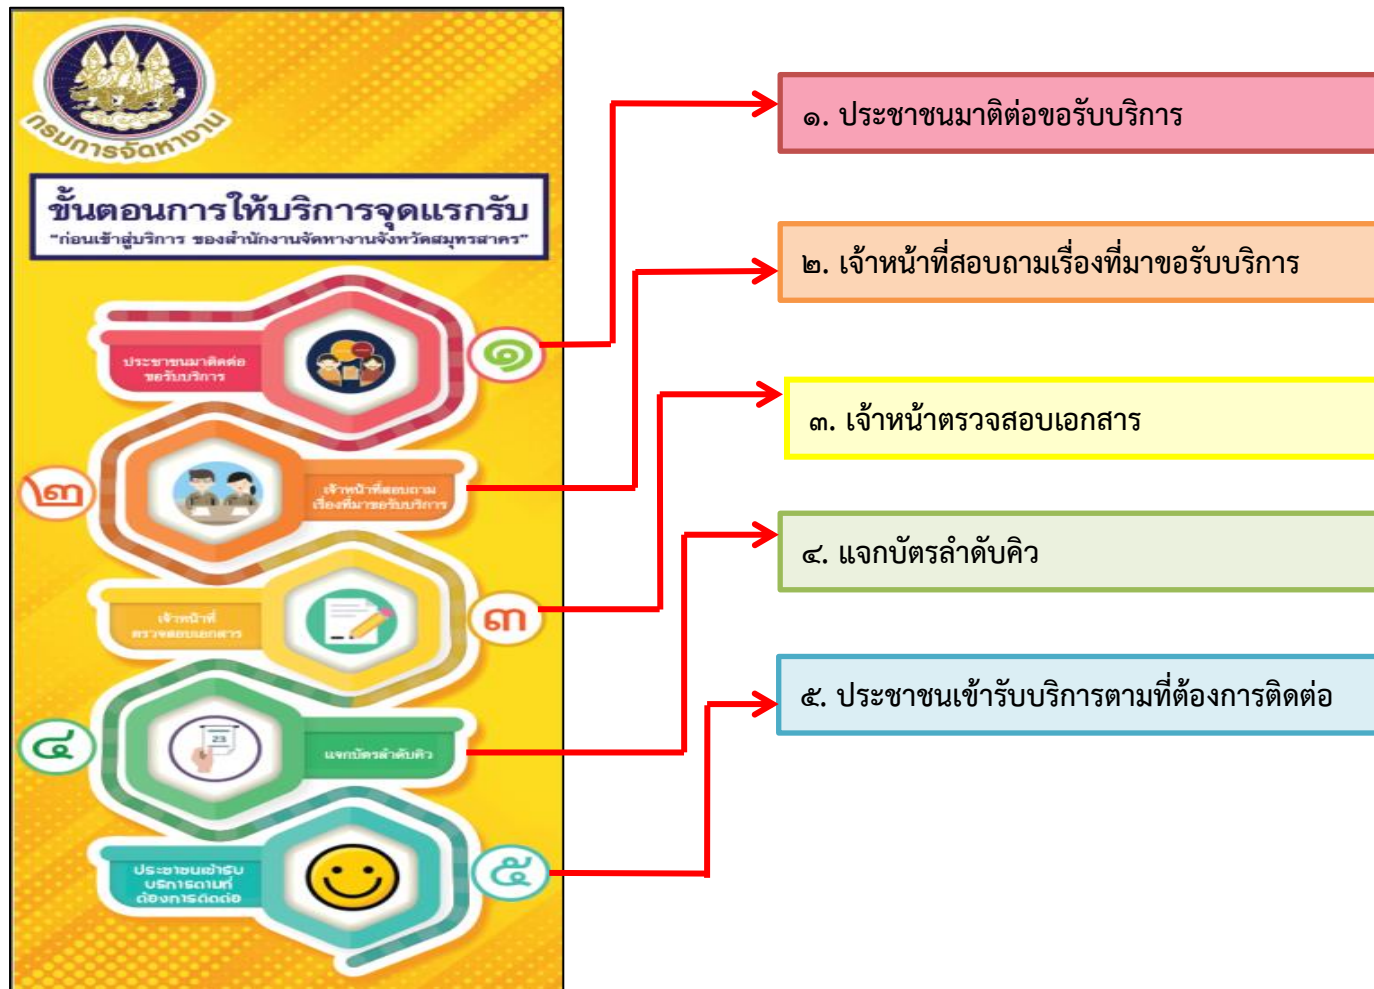 กรมการจัดหางาน
ขั้นตอนการให้บริการจุดแรกรับ
"ก่อนเข้าสู่บริการ ของสำนักงานจัดหางานจังหวัดสมุทรสาคร"
ประชาชนมาติดต่อ
ขอรับบริการ
๑
๒
เจ้าหน้าที่สอบถาม
เรื่องที่มาขอรับบริการ
เจ้าหน้าที่
ตรวจสอบเอกสาร
๓
๔
23
แจกบัตรลำดับคิว
ประชาชนเข้ารับ
บริการตามที่
ต้องการติดต่อ
๕
๑. ประชาชนมาติต่อขอรับบริการ
๒. เจ้าหน้าที่สอบถามเรื่องที่มาขอรับบริการ
๓. เจ้าหน้าตรวจสอบเอกสาร
๔. แจกบัตรลำดับคิว
๕. ประชาชนเข้ารับบริการตามที่ต้องการติดต่อ